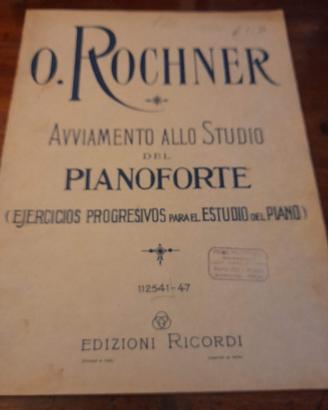 O. ROCHNER
AVVIAMENTO ALLO STUDIO
DEL
PIANOFORTE
(EJERCICIOS PROGRESIVOS PARA EL ESTUDIO DEL PIANO)
112541-47
EDIZIONI RICORDI